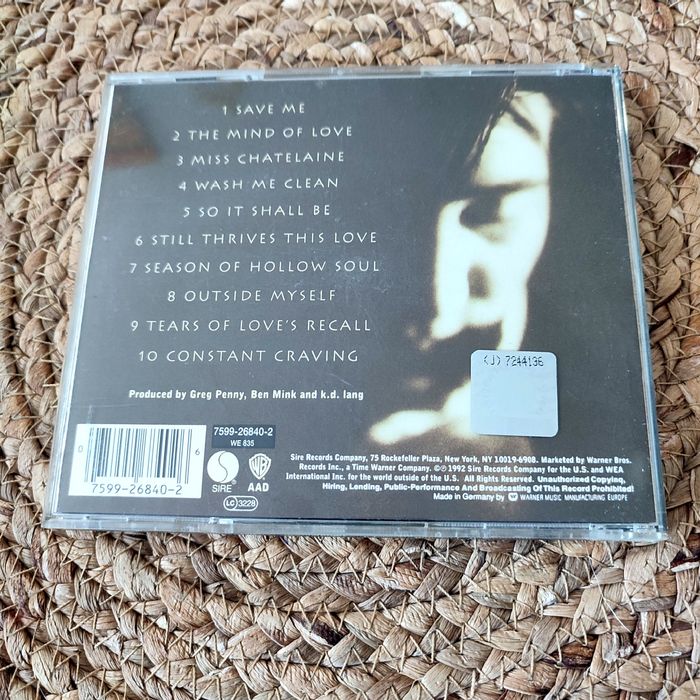 1 SAVE ME
2 THE MIND OF LOVE
3 MISS CHATELAINE
4 WASH ME CLEAN
5 SO IT SHALL BE
6 STILL THRIVES THIS LOVE
7 SEASON OF HOLLOW SOUL
8 OUTSIDE MYSELF
9 TEARS OF LOVE'S RECALL
10 CONSTANT CRAVING
(J) 7244136
Produced by Greg Penny, Ben Mink and k.d. lang
0 6
7599-26840-2
7599-26840-2
WE 835
SIRE
WB
AAD
LC 3228
Sire Records Company, 75 Rockefeller Plaza, New York, NY 10019-6908. Marketed by Warner Bros.
Records Inc., a Time Warner Company. ©℗ 1992 Sire Records Company for the U.S. and WEA
International Inc. for the world outside of the U.S. All Rights Reserved. Unauthorized Copying,
Hiring, Lending, Public-Performance And Broadcasting Of This Record Prohibited!
Made in Germany by WARNER MUSIC MANUFACTURING EUROPE